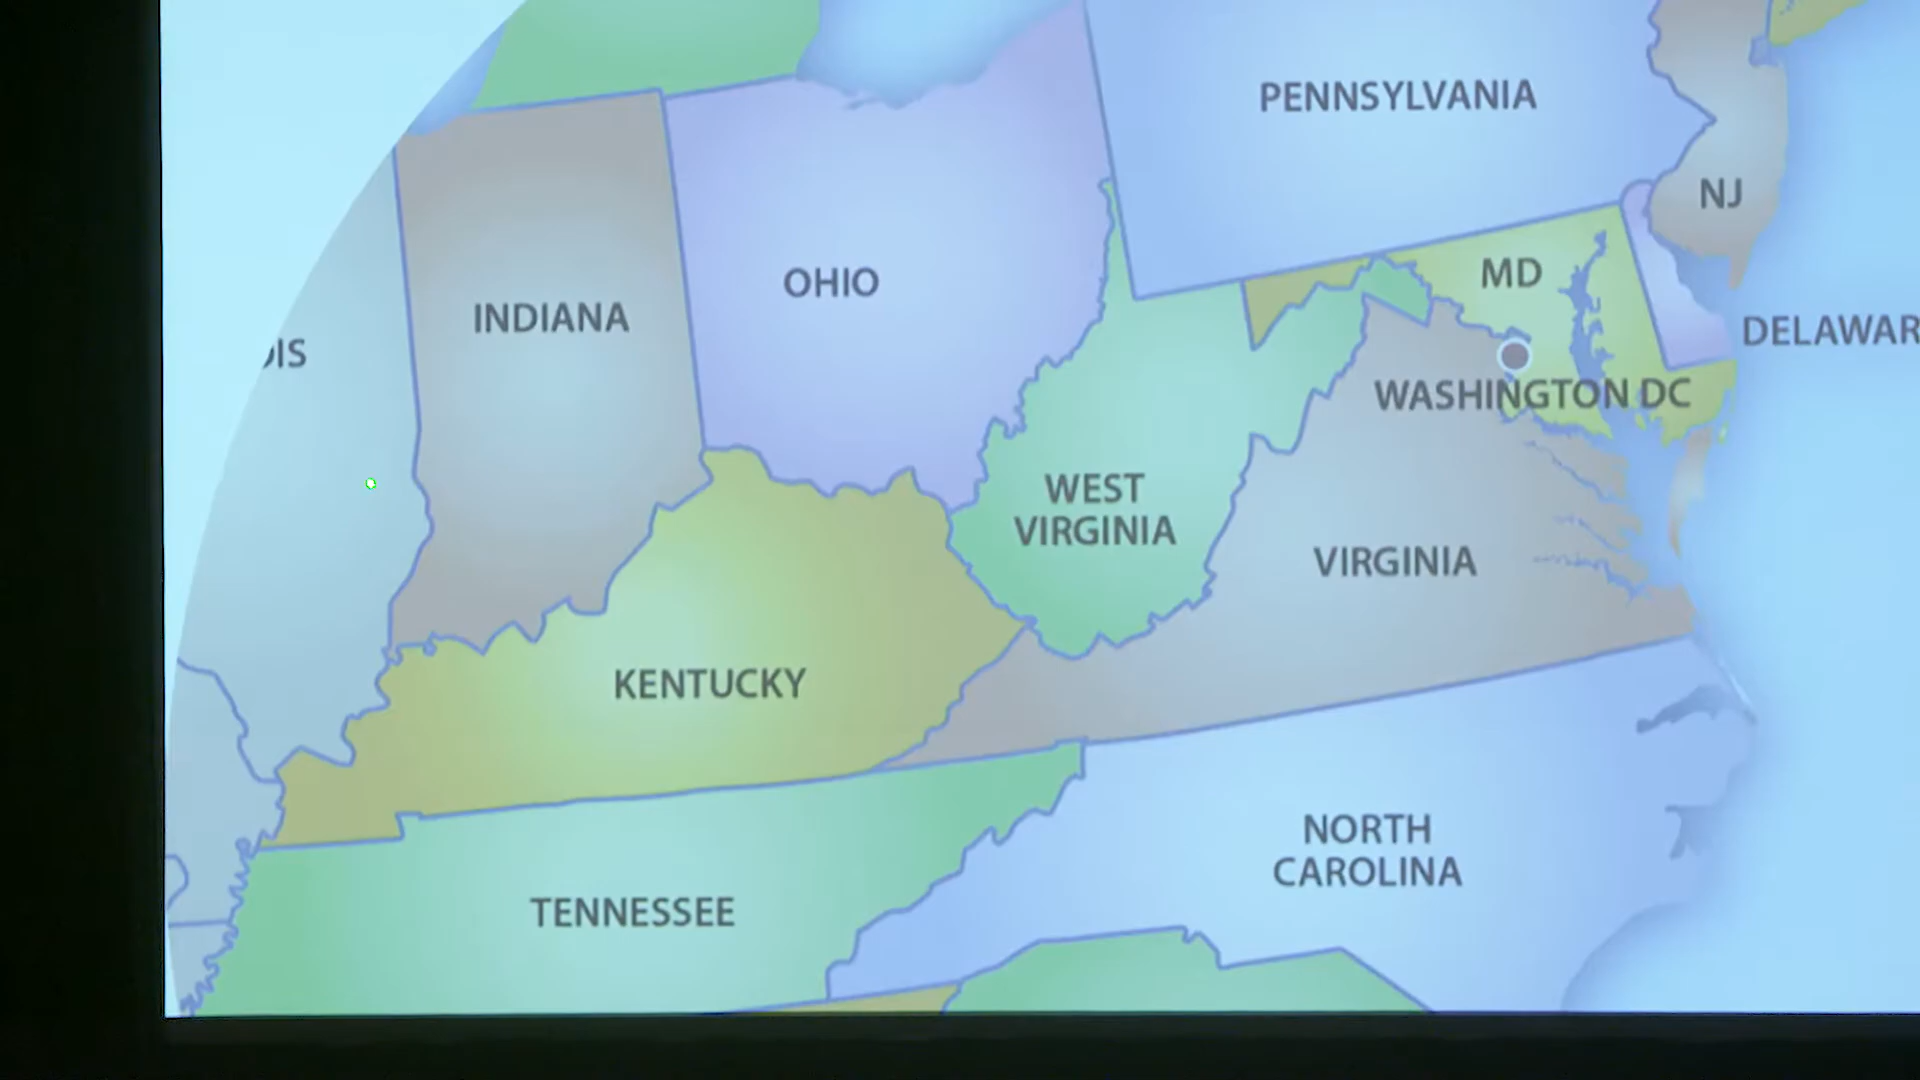 PENNSYLVANIA
NJ
MD
OHIO
INDIANA
DELAWAR
IS
WASHINGTON DC
WEST
VIRGINIA
VIRGINIA
KENTUCKY
NORTH
CAROLINA
TENNESSEE